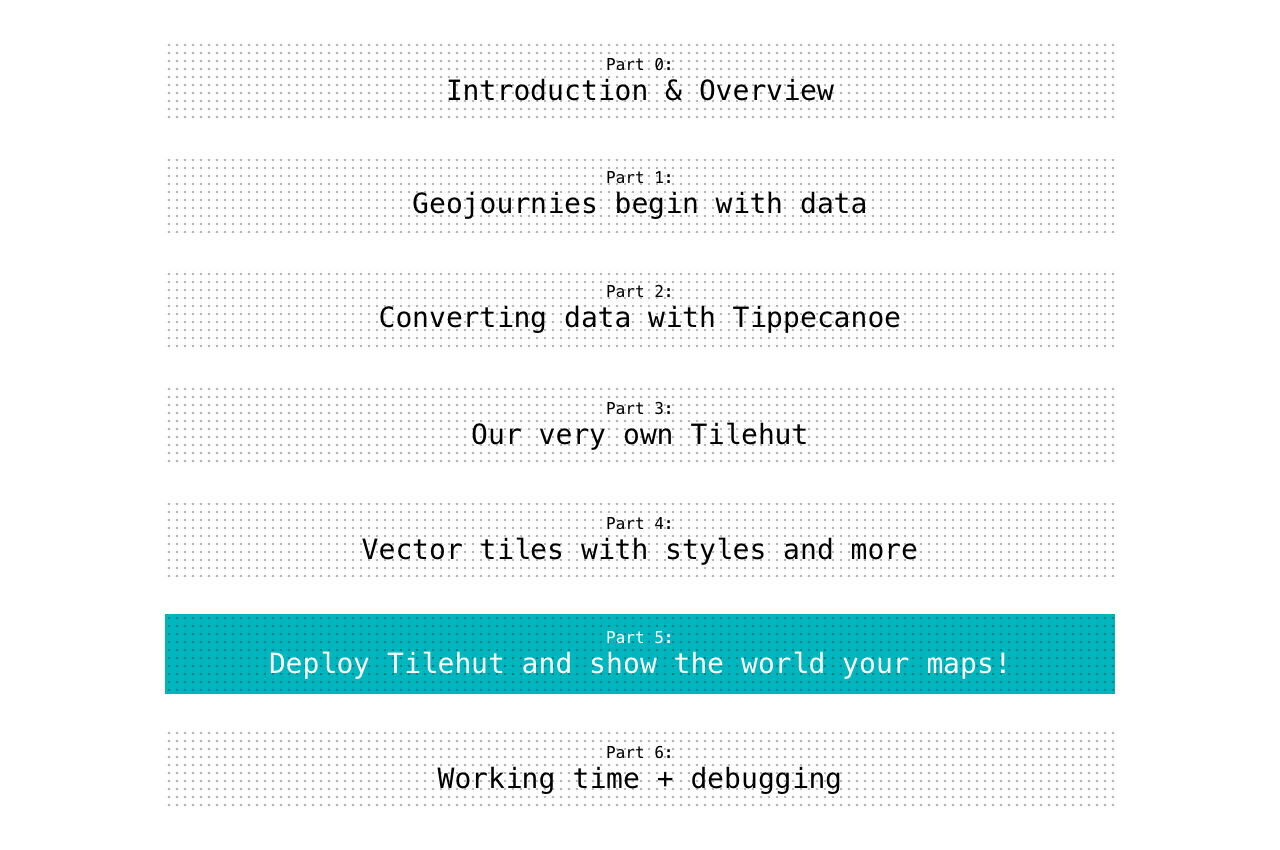 Part 0:
Introduction & Overview
Part 1:
Geojournies begin with data
Part 2:
Converting data with Tippecanoe
Part 3:
Our very own Tilehut
Part 4:
Vector tiles with styles and more
Part 5:
Deploy Tilehut and show the world your maps!
Part 6:
Working time + debugging